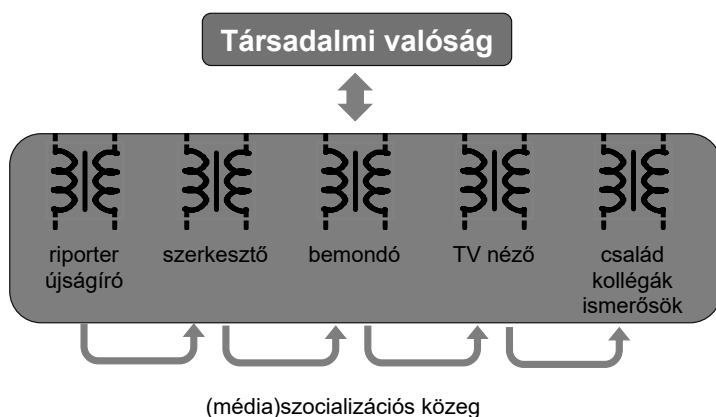 Társadalmi valóság
riporter
újságíró
szerkesztő
bemondó
TV néző
család
kollégák
ismerősök
(média)szocializációs közeg